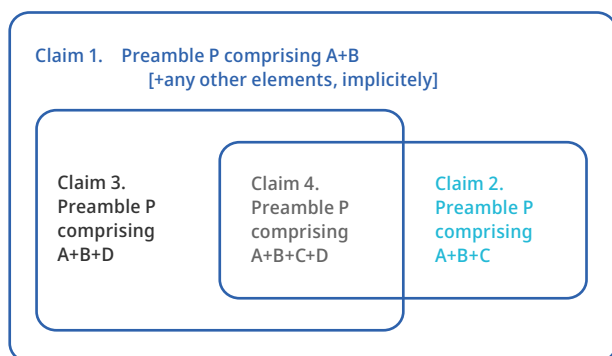 Claim 1. Preamble P comprising A+B
[+any other elements, implicitely]
Claim 3.
Preamble P
comprising
A+B+D
Claim 4.
Preamble P
comprising
A+B+C+D
Claim 2.
Preamble P
comprising
A+B+C